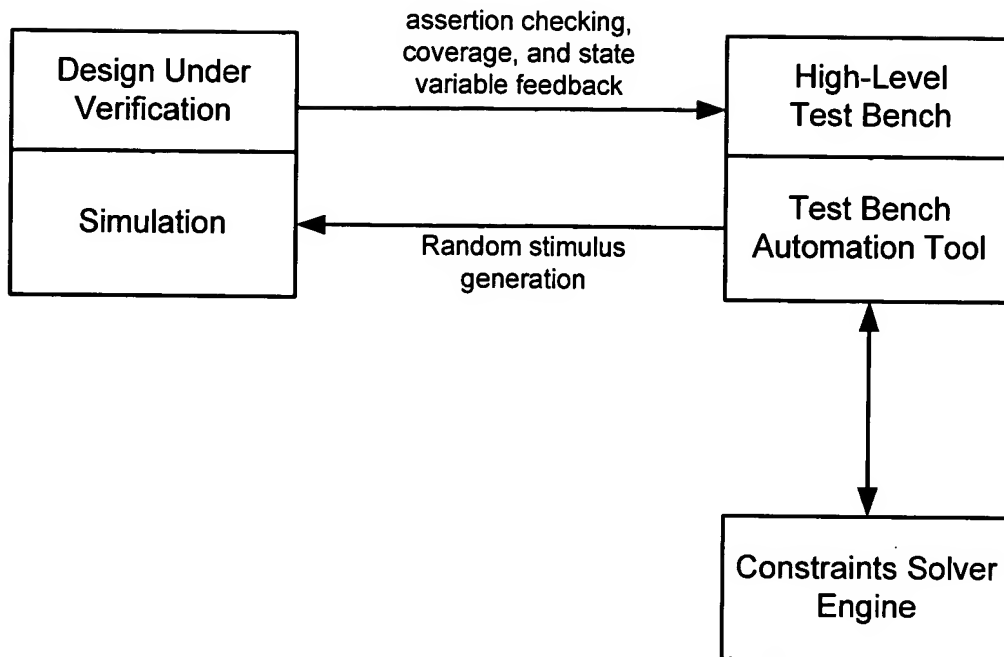 assertion checking,
coverage, and state
variable feedback
Design Under
Verification
High-Level
Test Bench
Simulation
Random stimulus
generation
Test Bench
Automation Tool
Constraints Solver
Engine